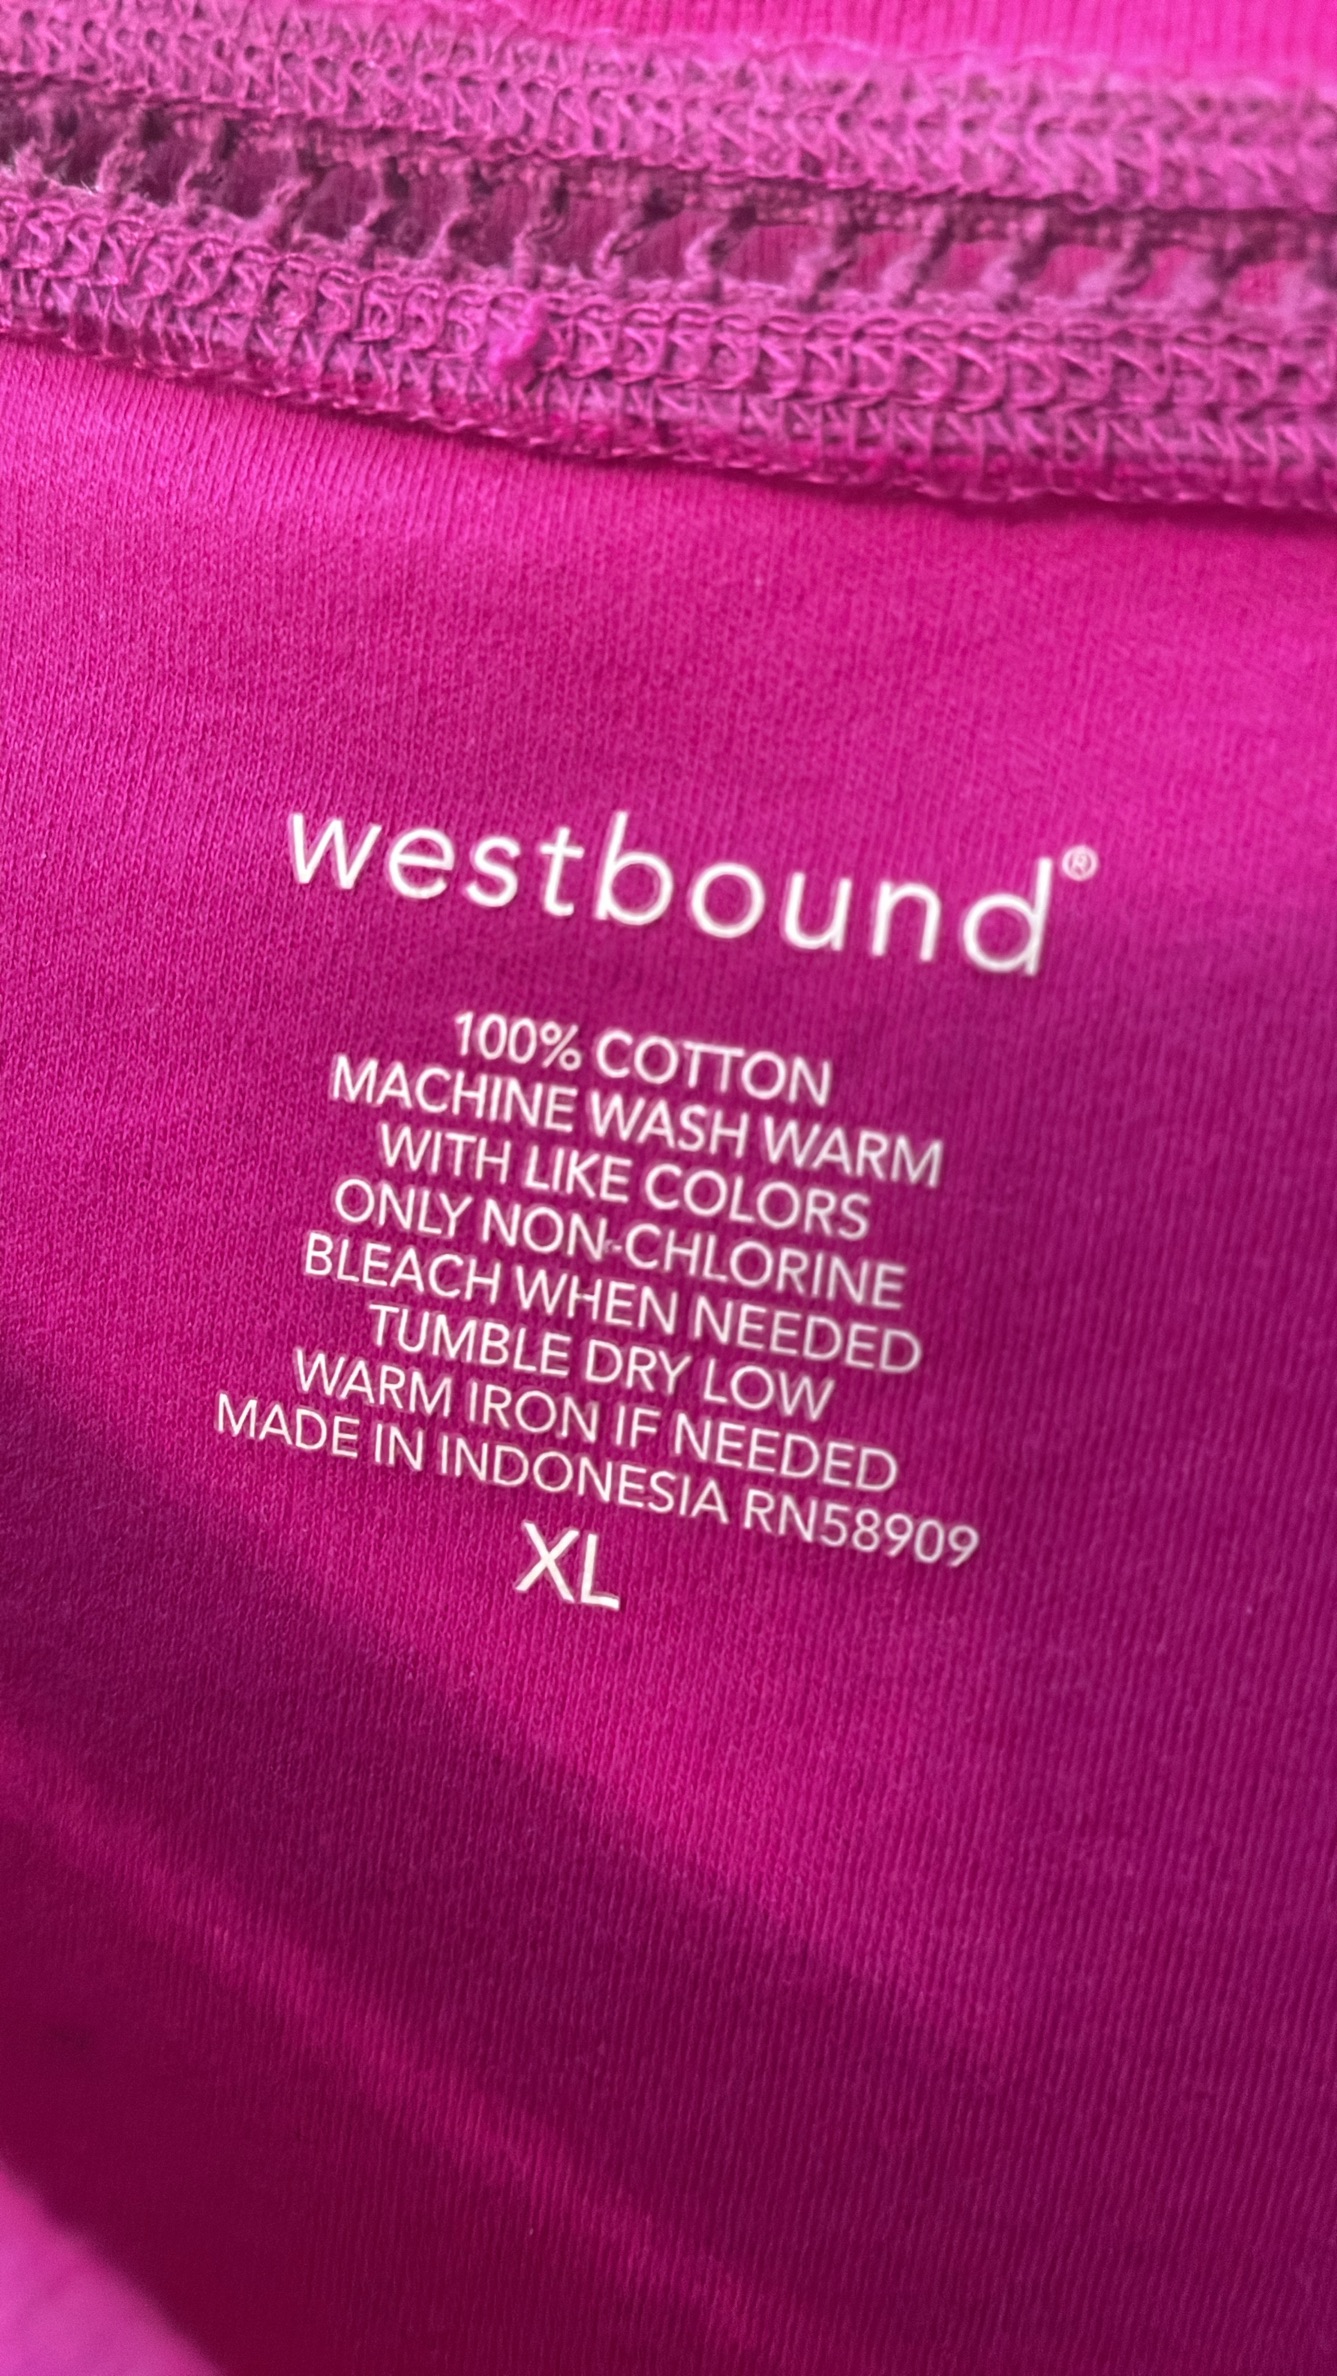 westbound®
100% COTTON
MACHINE WASH WARM
WITH LIKE COLORS
ONLY NON-CHLORINE
BLEACH WHEN NEEDED
TUMBLE DRY LOW
WARM IRON IF NEEDED
MADE IN INDONESIA RN58909
XL